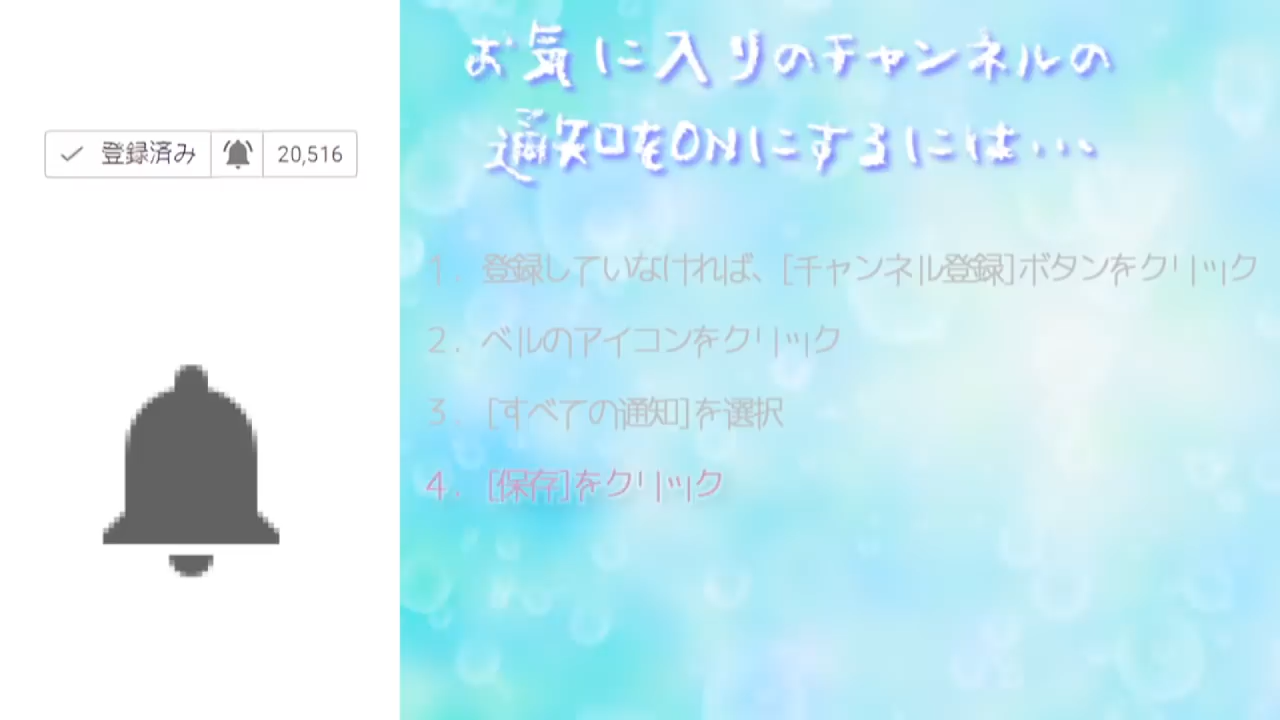 登録済み 20,516
お気に入りのチャンネルの
通知をONにするには・・・
1. 登録していなければ、[チャンネル登録]ボタンをクリック
2. ベルのアイコンをクリック
3. [すべての通知]を選択
4. [保存]をクリック